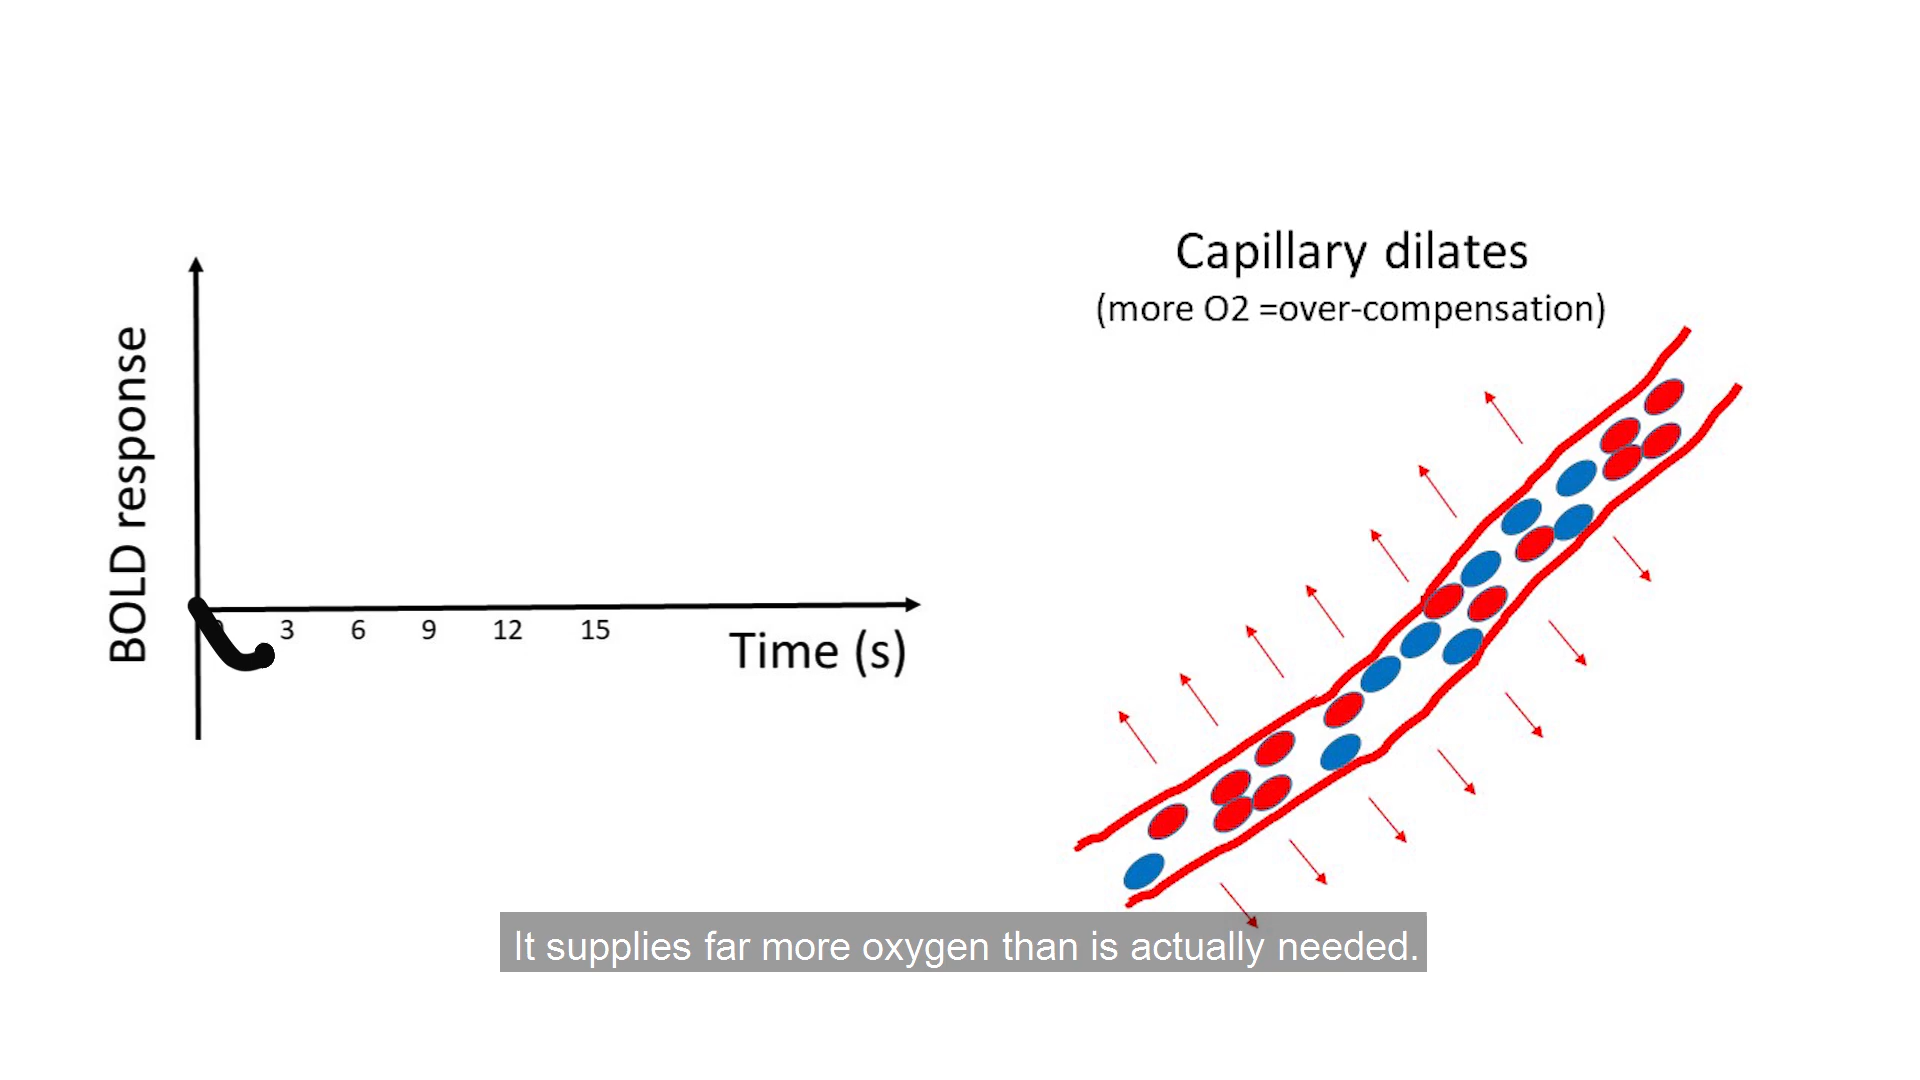 Capillary dilates
(more O2 =over-compensation)
BOLD response
3 6 9 12 15
Time (s)
It supplies far more oxygen than is actually needed.